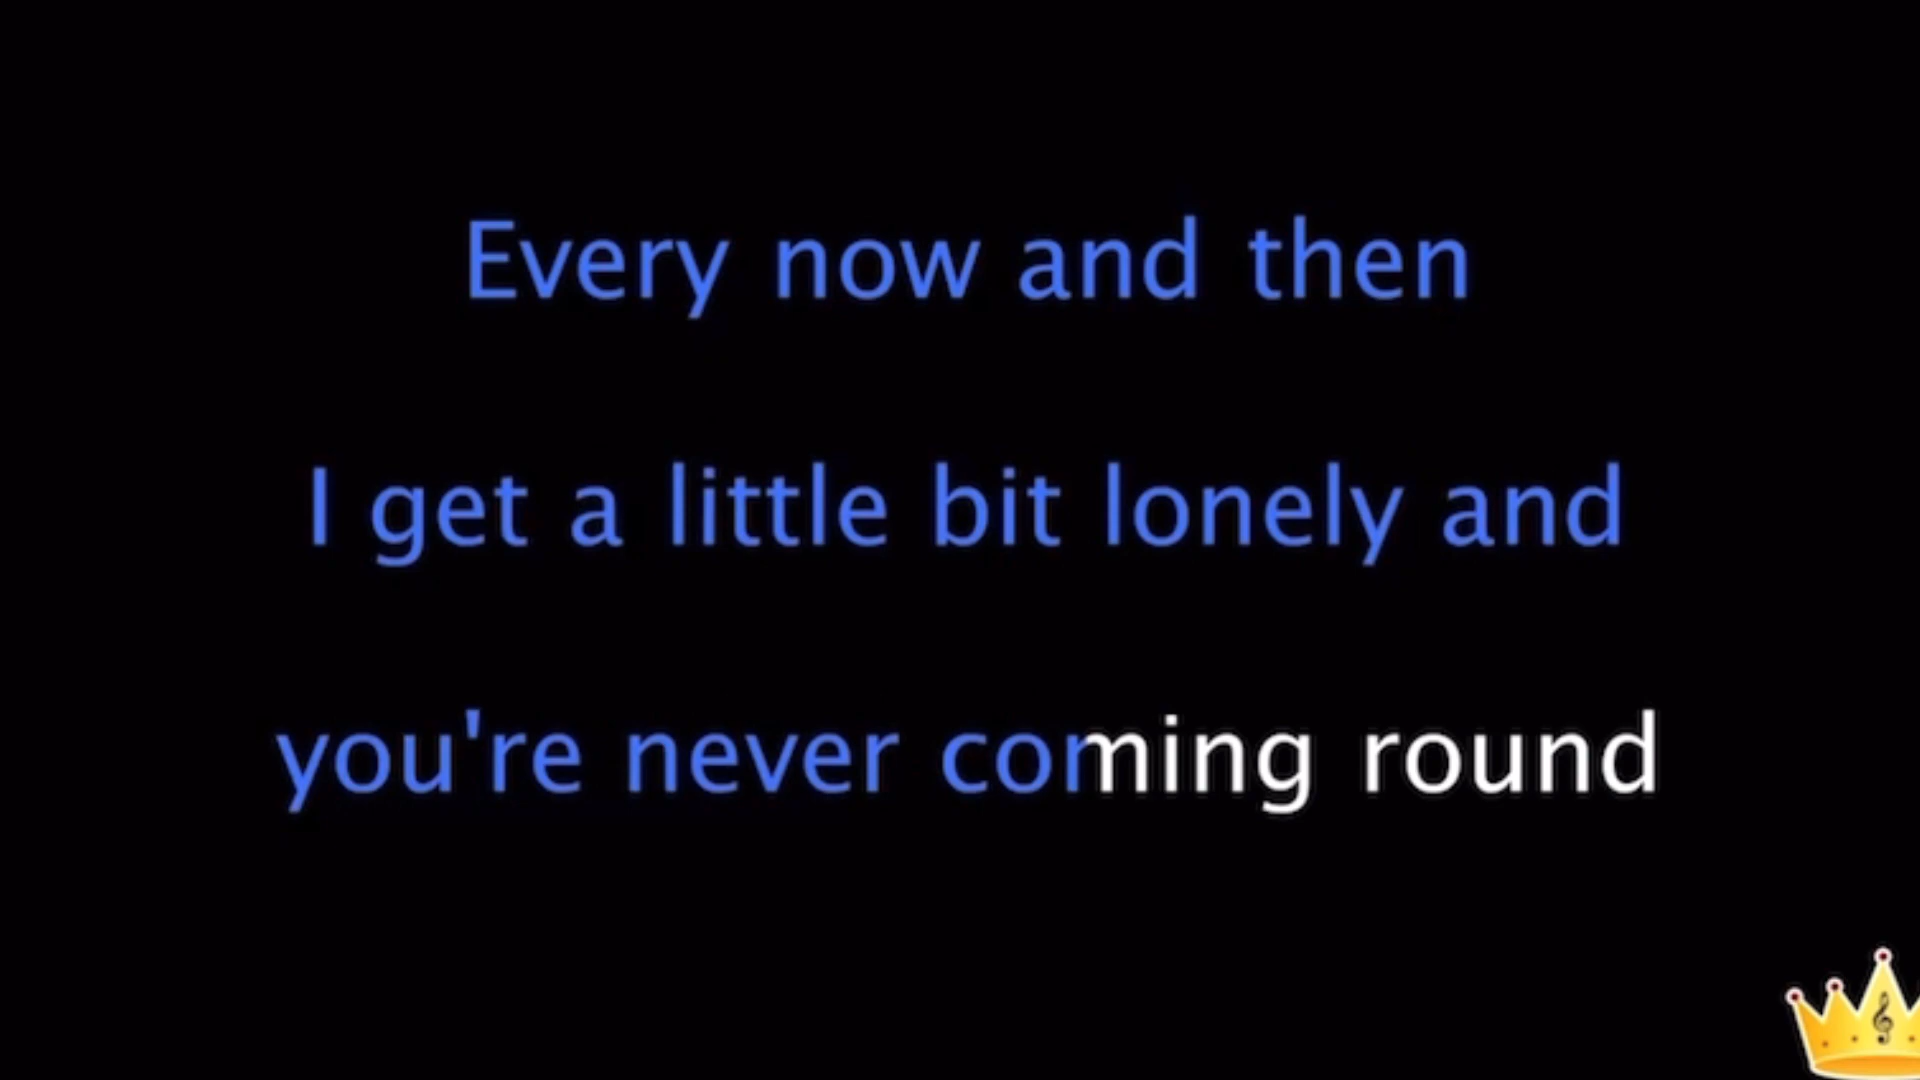 Every now and then
I get a little bit lonely and
you're never coming round